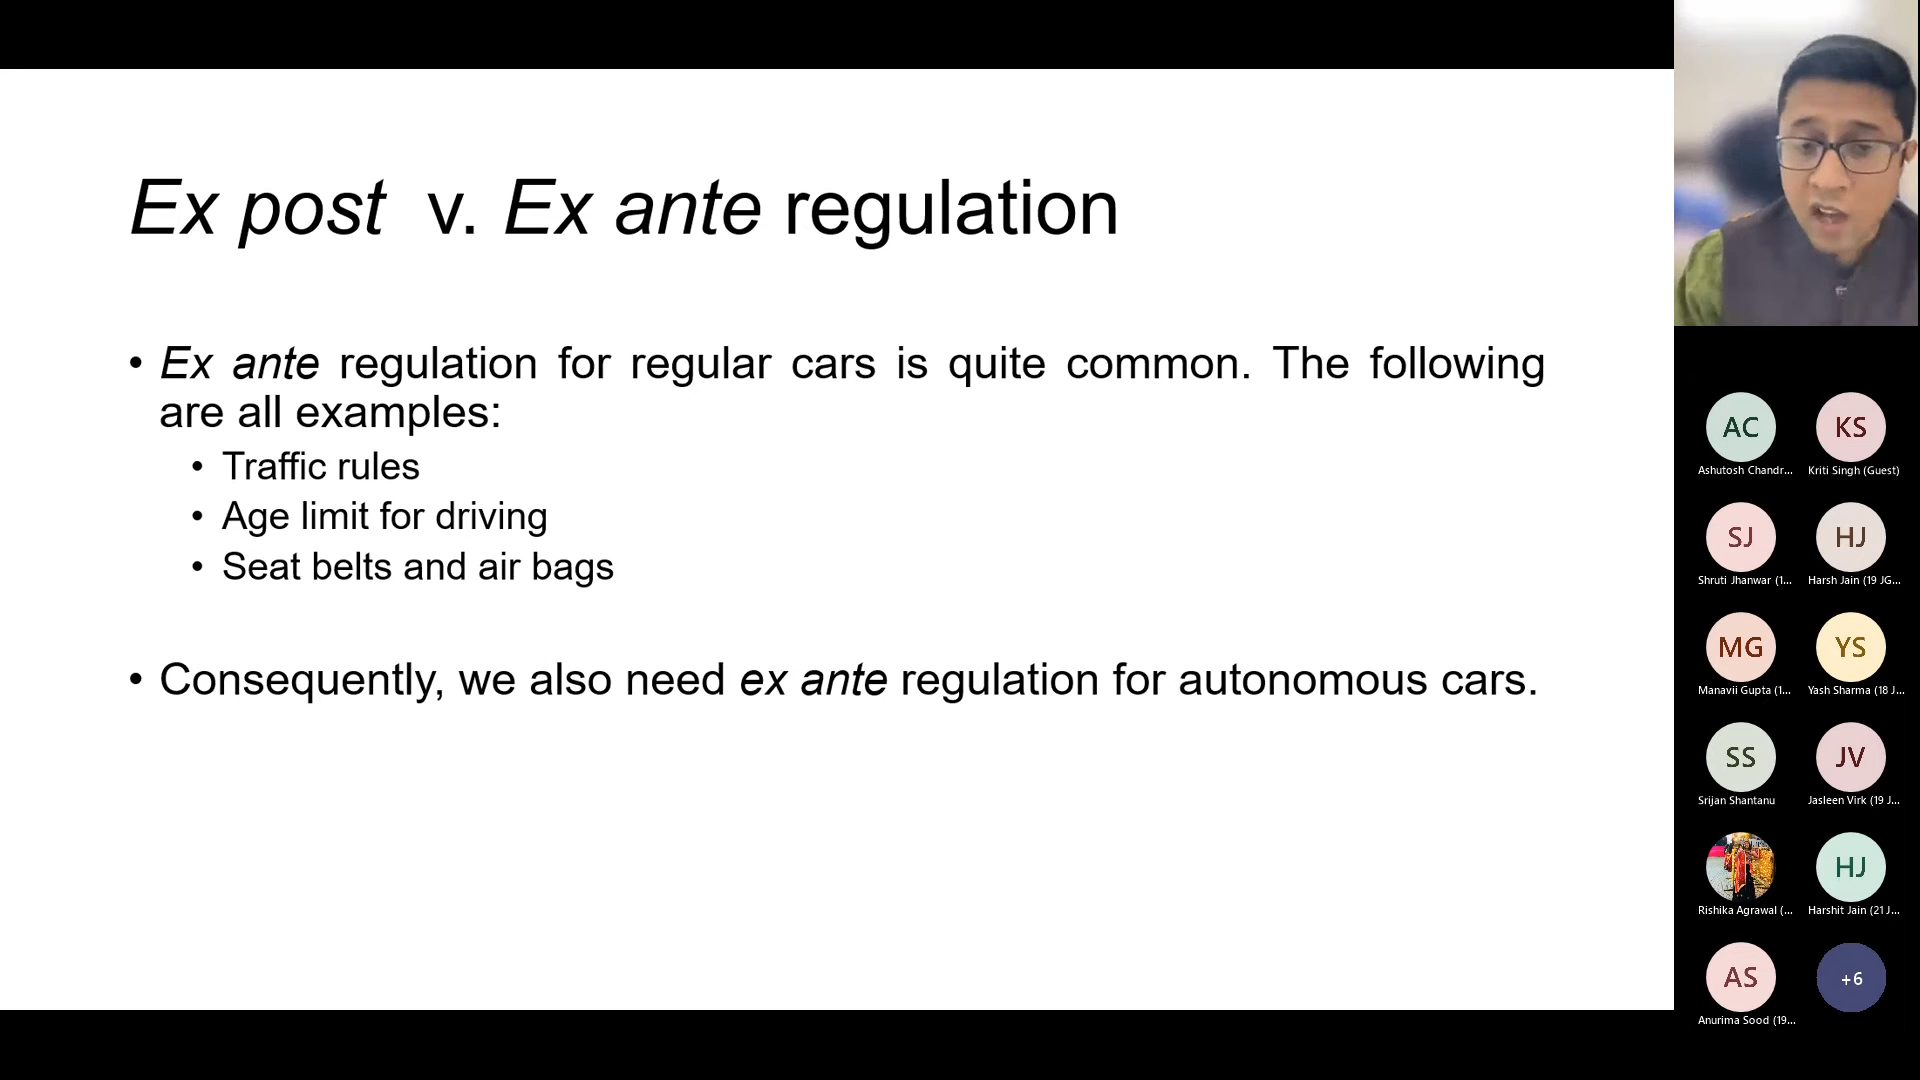 Ex post v. Ex ante regulation
• Ex ante regulation for regular cars is quite common. The following
are all examples:
• Traffic rules
• Age limit for driving
• Seat belts and air bags
• Consequently, we also need ex ante regulation for autonomous cars.
AC
KS
Ashutosh Chandr...
Kriti Singh (Guest)
SJ
HJ
Shruti Jhanwar (1...
Harsh Jain (19 JG...
MG
YS
Manavii Gupta (1...
Yash Sharma (18 J...
SS
JV
Srijan Shantanu
Jasleen Virk (19 J...
HJ
Rishika Agrawal (...
Harshit Jain (21 J...
AS
+6
Anurima Sood (19...